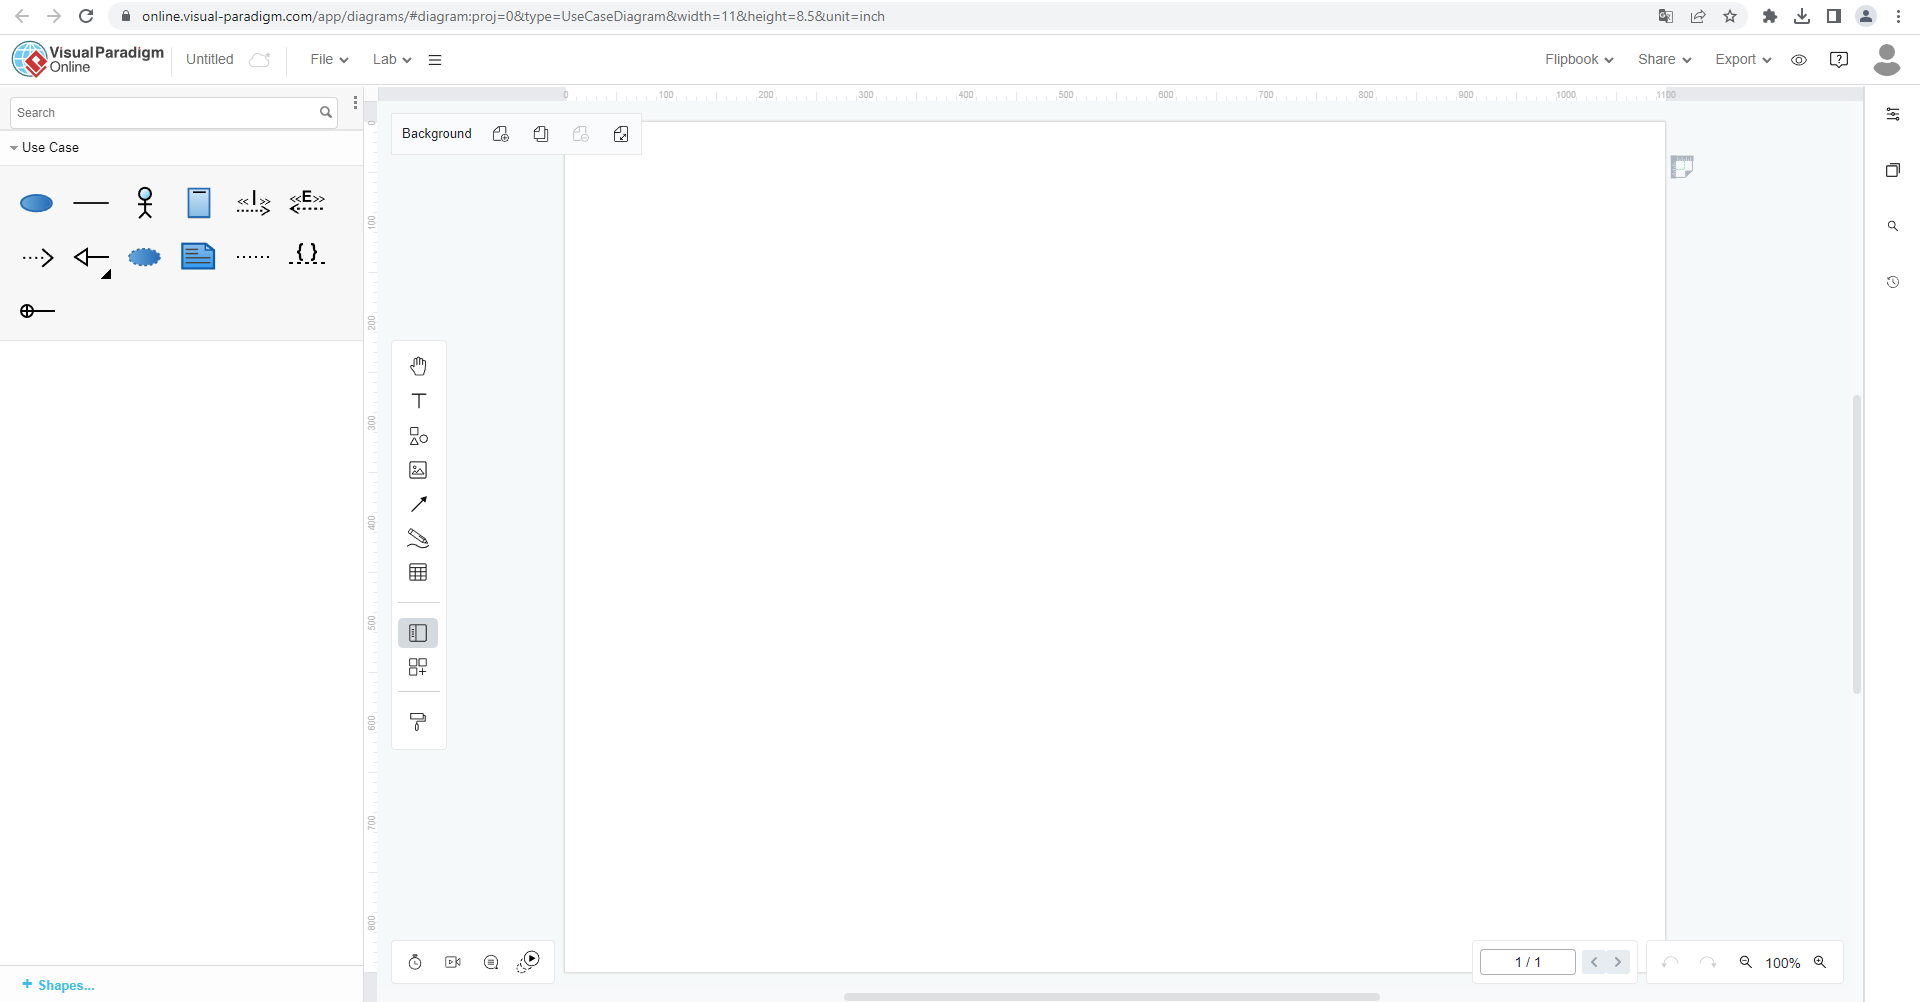 online.visual-paradigm.com/app/diagrams/#diagram:proj=0&type=UseCaseDiagram&width=11&height=8.5&unit=inch
Visual Paradigm
Online
Untitled
File
Lab
Flipbook
Share
Export
Search
Use Case
<<I>>
<<E>>
{ }
0 100 200 300 400 500 600 700 800 900 1000 1100
Background
0
100
200
300
400
500
600
700
800
1 / 1
100%
+ Shapes...